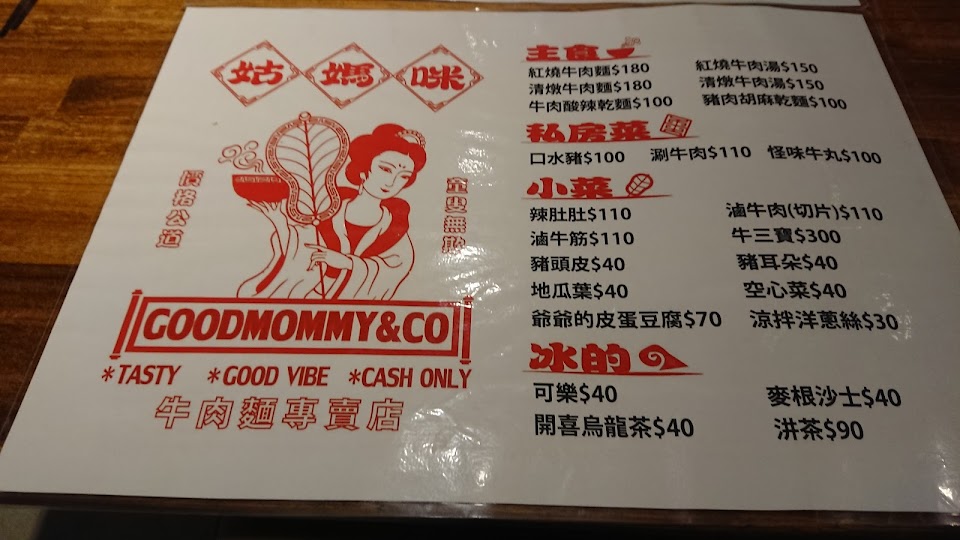 姑媽咪
價格公道
童叟無欺
GOODMOMMY&CO
*TASTY *GOOD VIBE *CASH ONLY
牛肉麵專賣店
主食
紅燒牛肉麵$180 紅燒牛肉湯$150
清燉牛肉麵$180 清燉牛肉湯$150
牛肉酸辣乾麵$100 豬肉胡麻乾麵$100
私房菜
口水豬$100 涮牛肉$110 怪味牛丸$100
小菜
辣肚肚$110 滷牛肉(切片)$110
滷牛筋$110 牛三寶$300
豬頭皮$40 豬耳朵$40
地瓜葉$40 空心菜$40
爺爺的皮蛋豆腐$70 涼拌洋蔥絲$30
冰的
可樂$40 麥根沙士$40
開喜烏龍茶$40 汫茶$90